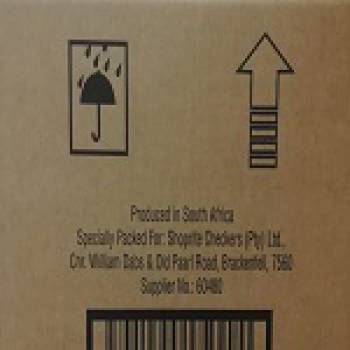 Produced in South Africa
Specially Packed For: Shoprite Checkers (Pty) Ltd.,
Cnr. William Dabs & Old Paarl Road, Brackenfell, 7560
Supplier No.: 60480